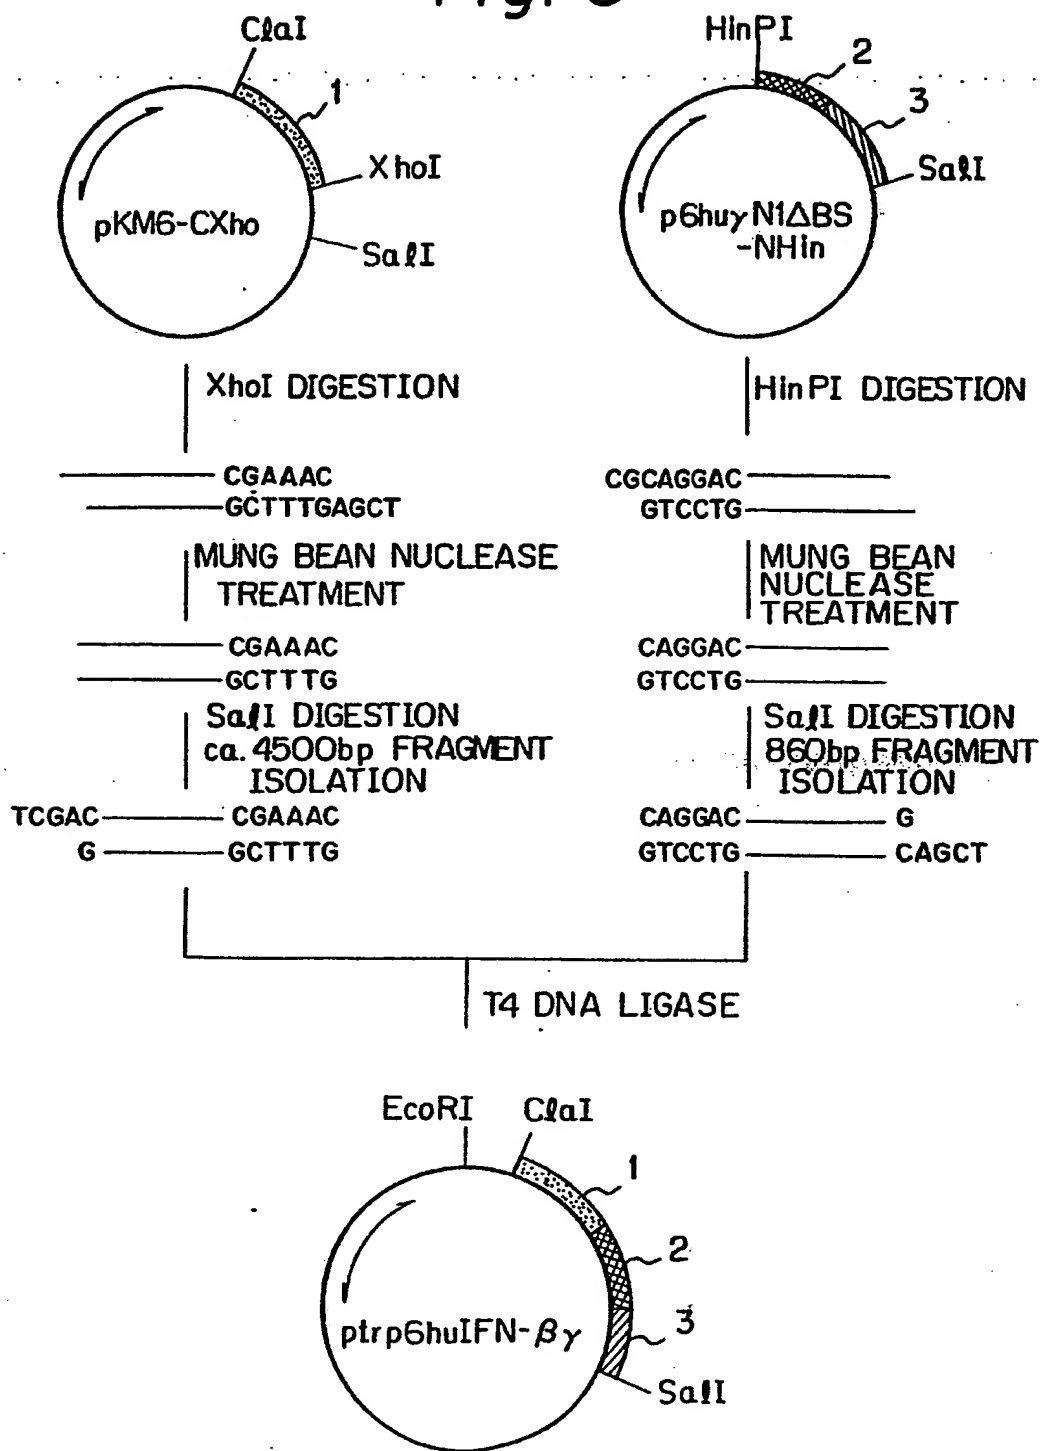 ClaI
1
XhoI
pKM6-CXho
SalI
HinPI
2
3
SalI
p6huγN1ΔBS
-NHin
XhoI DIGESTION
HinPI DIGESTION
CGAAAC
GCTTTGAGCT
CGCAGGAC
GTCCTG
MUNG BEAN NUCLEASE
TREATMENT
MUNG BEAN
NUCLEASE
TREATMENT
CGAAAC
GCTTTG
CAGGAC
GTCCTG
SalI DIGESTION
ca. 4500bp FRAGMENT
ISOLATION
SalI DIGESTION
860bp FRAGMENT
ISOLATION
TCGAC CGAAAC
G GCTTTG
CAGGAC G
GTCCTG CAGCT
T4 DNA LIGASE
EcoRI ClaI
1
2
3
ptrp6huIFN-βγ
SalI